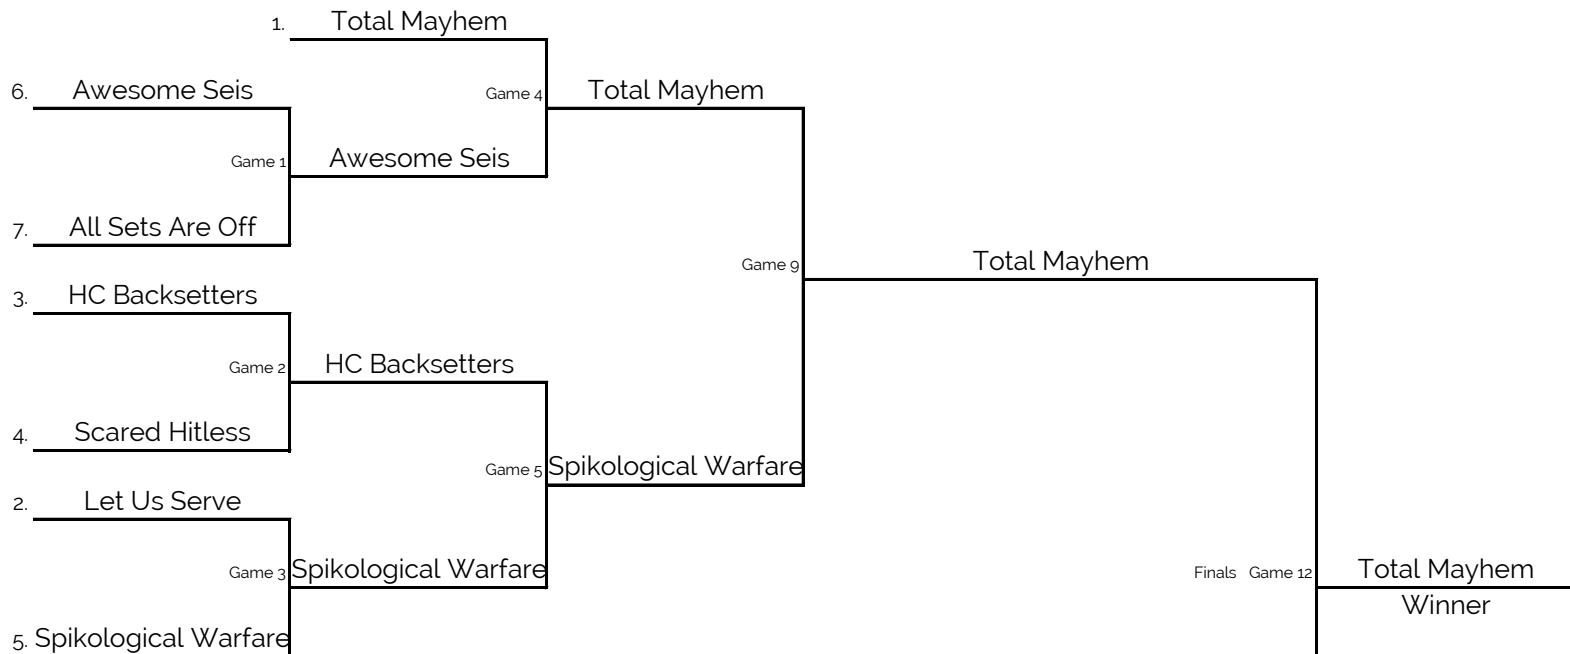 1. Total Mayhem
6. Awesome Seis
Game 4 Total Mayhem
Game 1 Awesome Seis
7. All Sets Are Off
Game 9 Total Mayhem
3. HC Backsetters
Game 2 HC Backsetters
4. Scared Hitless
Game 5 Spikological Warfare
2. Let Us Serve
Game 3 Spikological Warfare
Finals Game 12 Total Mayhem
Winner
5. Spikological Warfare